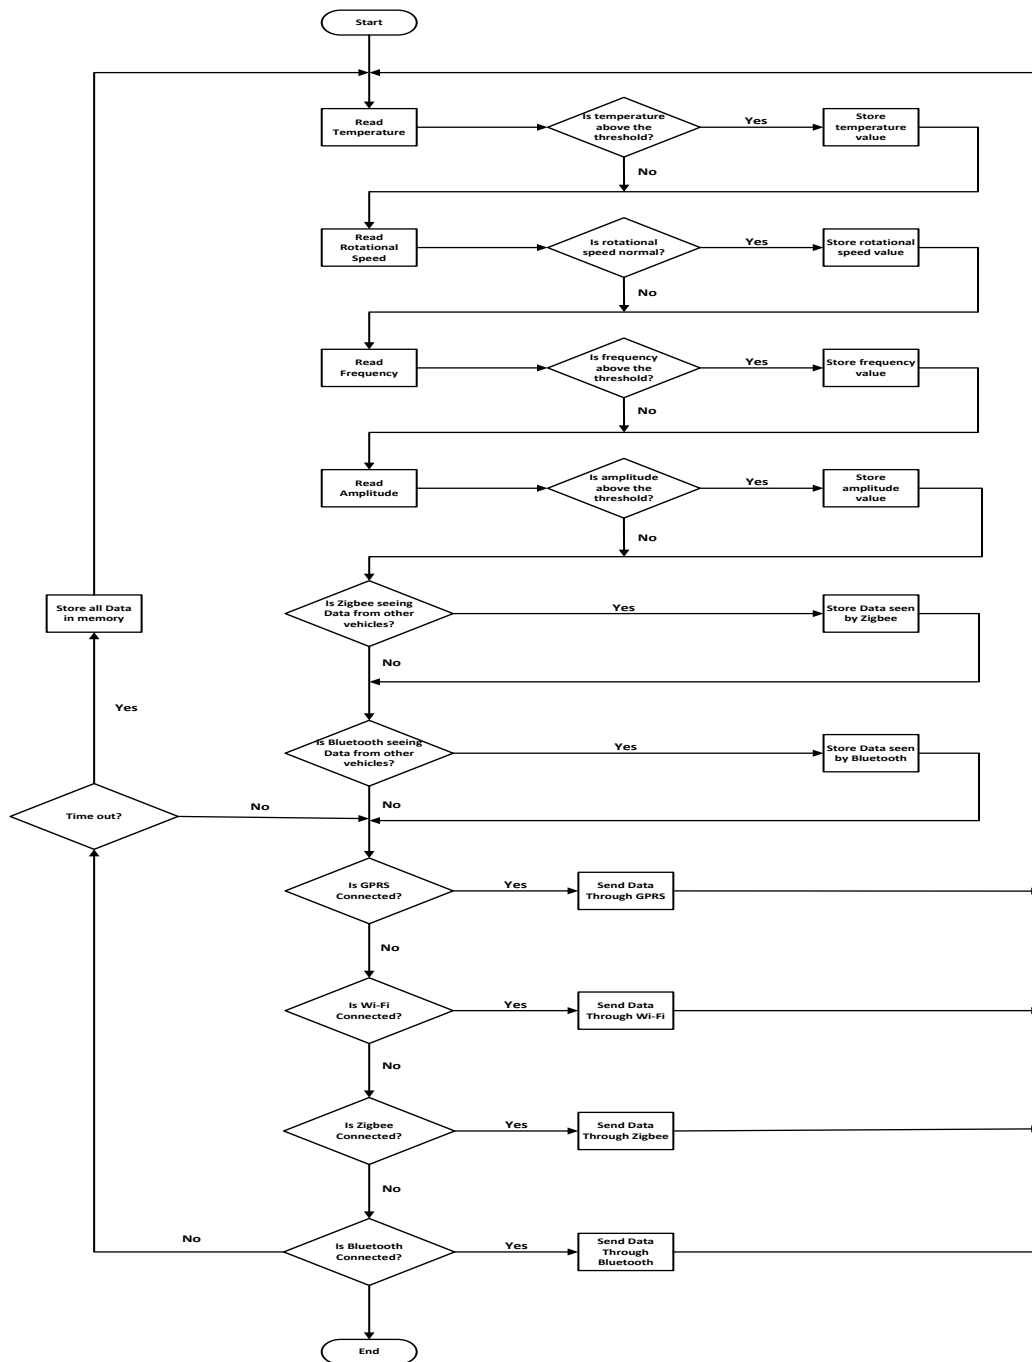 Start
Read
Temperature
Is temperature
above the
threshold?
Yes
Store
temperature
value
No
Read
Rotational
Speed
Is rotational
speed normal?
Yes
Store rotational
speed value
No
Read
Frequency
Is frequency
above the
threshold?
Yes
Store frequency
value
No
Read
Amplitude
Is amplitude
above the
threshold?
Yes
Store
amplitude
value
No
Store all Data
in memory
Is Zigbee seeing
Data from other
vehicles?
Yes
Store Data seen
by Zigbee
No
Yes
Is Bluetooth seeing
Data from other
vehicles?
Yes
Store Data seen
by Bluetooth
No
Time out?
No
Is GPRS
Connected?
Yes
Send Data
Through GPRS
No
Is Wi-Fi
Connected?
Yes
Send Data
Through Wi-Fi
No
Is Zigbee
Connected?
Yes
Send Data
Through Zigbee
No
No
Is Bluetooth
Connected?
Yes
Send Data
Through
Bluetooth
End